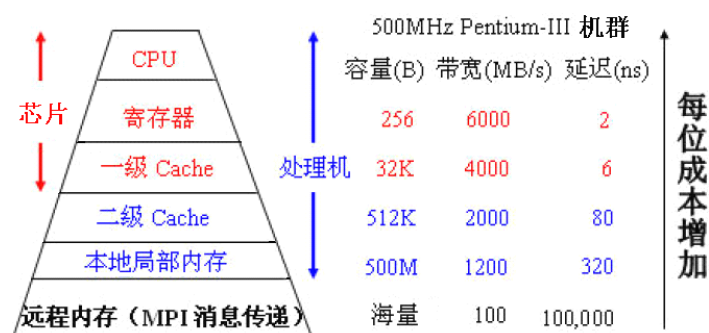 500MHz Pentium-III 机群
CPU
容量(B) 带宽(MB/s) 延迟(ns)
芯片
寄存器 256 6000 2
一级 Cache 处理机 32K 4000 6
二级 Cache 512K 2000 80
本地局部内存 500M 1200 320
远程内存（MPI 消息传递） 海量 100 100,000
每位成本增加